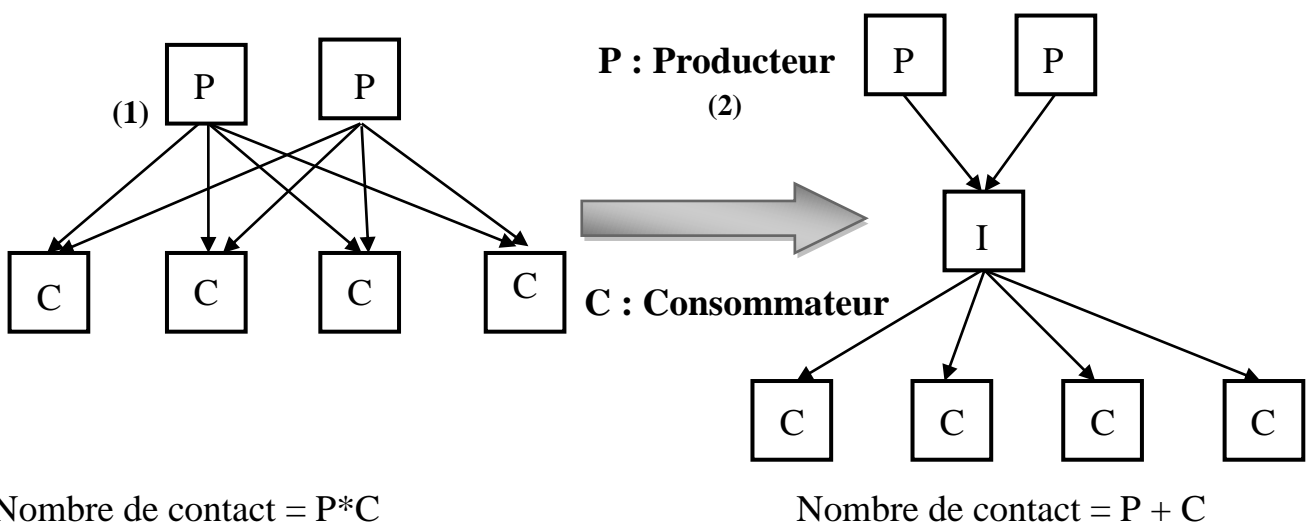 P P
(1)
C C C C
P : Producteur
(2)
C : Consommateur
P P
I
C C C C
Nombre de contact = P*C
Nombre de contact = P + C